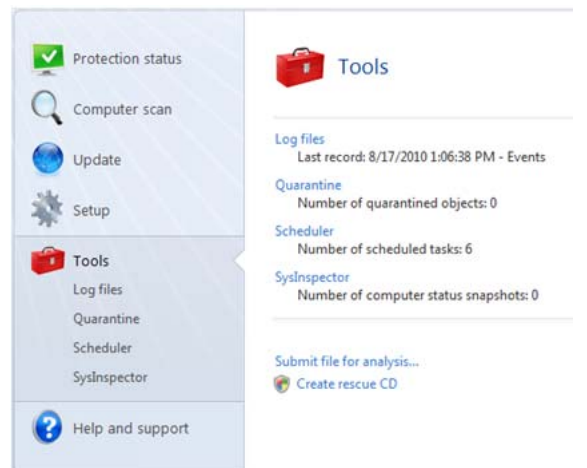 Protection status
Computer scan
Update
Setup
Tools
Log files
Quarantine
Scheduler
SysInspector
Help and support
Tools
Log files
Last record: 8/17/2010 1:06:38 PM - Events
Quarantine
Number of quarantined objects: 0
Scheduler
Number of scheduled tasks: 6
SysInspector
Number of computer status snapshots: 0
Submit file for analysis...
Create rescue CD